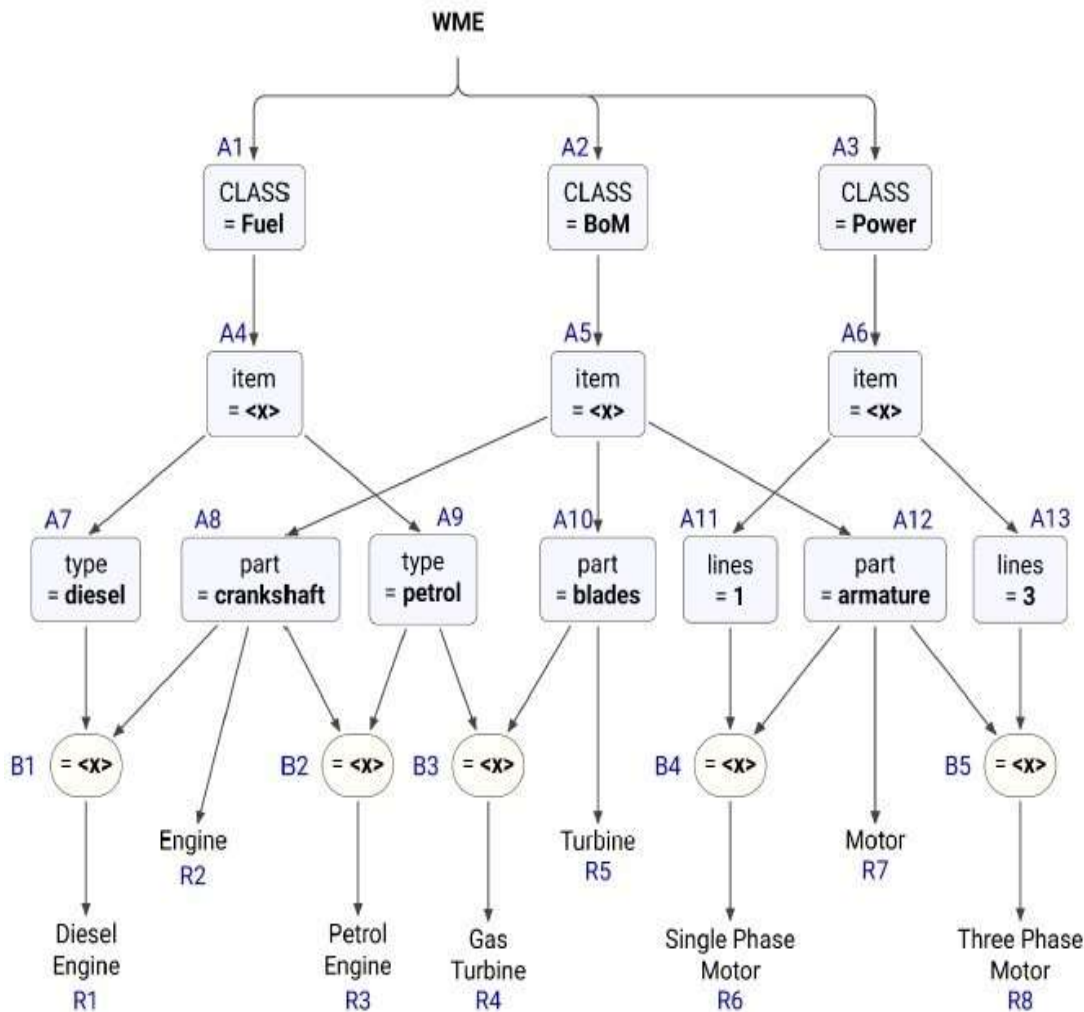 WME
A1
CLASS
= Fuel
A2
CLASS
= BoM
A3
CLASS
= Power
A4
item
= <x>
A5
item
= <x>
A6
item
= <x>
A7
type
= diesel
A8
part
= crankshaft
A9
type
= petrol
A10
part
= blades
A11
lines
= 1
A12
part
= armature
A13
lines
= 3
B1
= <x>
B2
= <x>
B3
= <x>
B4
= <x>
B5
= <x>
Engine
R2
Turbine
R5
Motor
R7
Diesel
Engine
R1
Petrol
Engine
R3
Gas
Turbine
R4
Single Phase
Motor
R6
Three Phase
Motor
R8